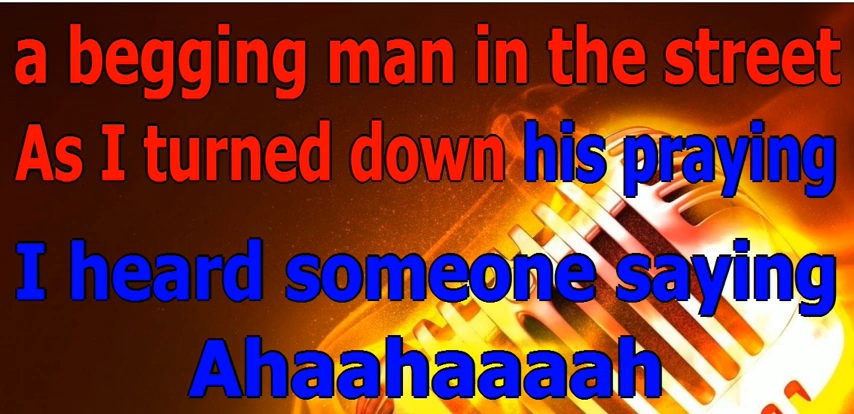 a begging man in the street
As I turned down his praying
I heard someone saying
Ahaahaaaah